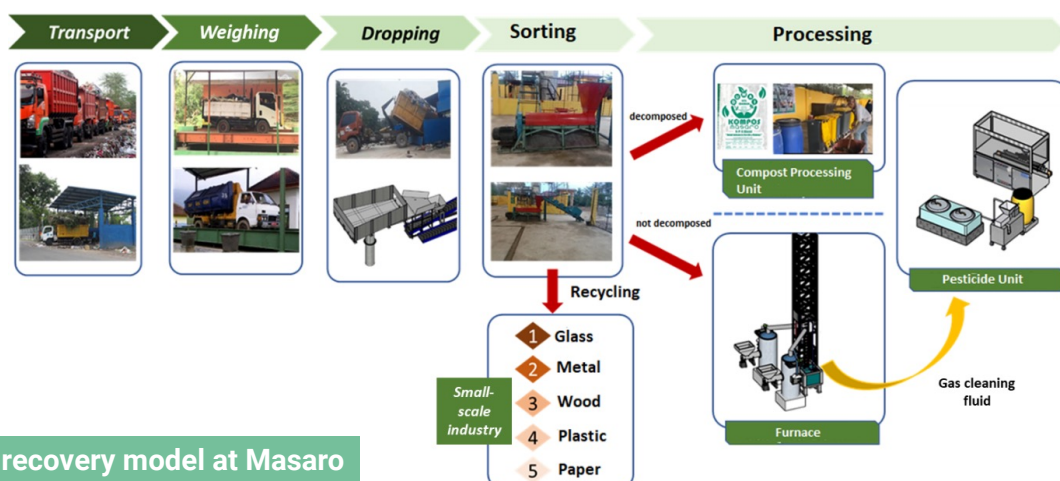 Transport
Weighing
Dropping
Sorting
Processing
decomposed
KOMPOS
Compost Processing
Unit
not decomposed
Pesticide Unit
Recycling
1 Glass
2 Metal
3 Wood
4 Plastic
5 Paper
Small-
scale
industry
Gas cleaning
fluid
Furnace
recovery model at Masaro